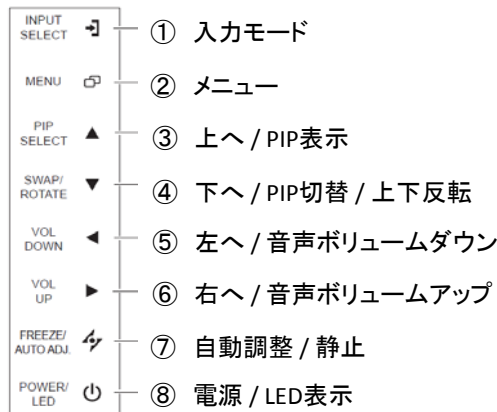 INPUT
SELECT
① 入力モード
MENU
② メニュー
PIP
SELECT
③ 上へ / PIP表示
SWAP/
ROTATE
④ 下へ / PIP切替 / 上下反転
VOL
DOWN
⑤ 左へ / 音声ボリュームダウン
VOL
UP
⑥ 右へ / 音声ボリュームアップ
FREEZE/
AUTO ADJ.
⑦ 自動調整 / 静止
POWER/
LED
⑧ 電源 / LED表示